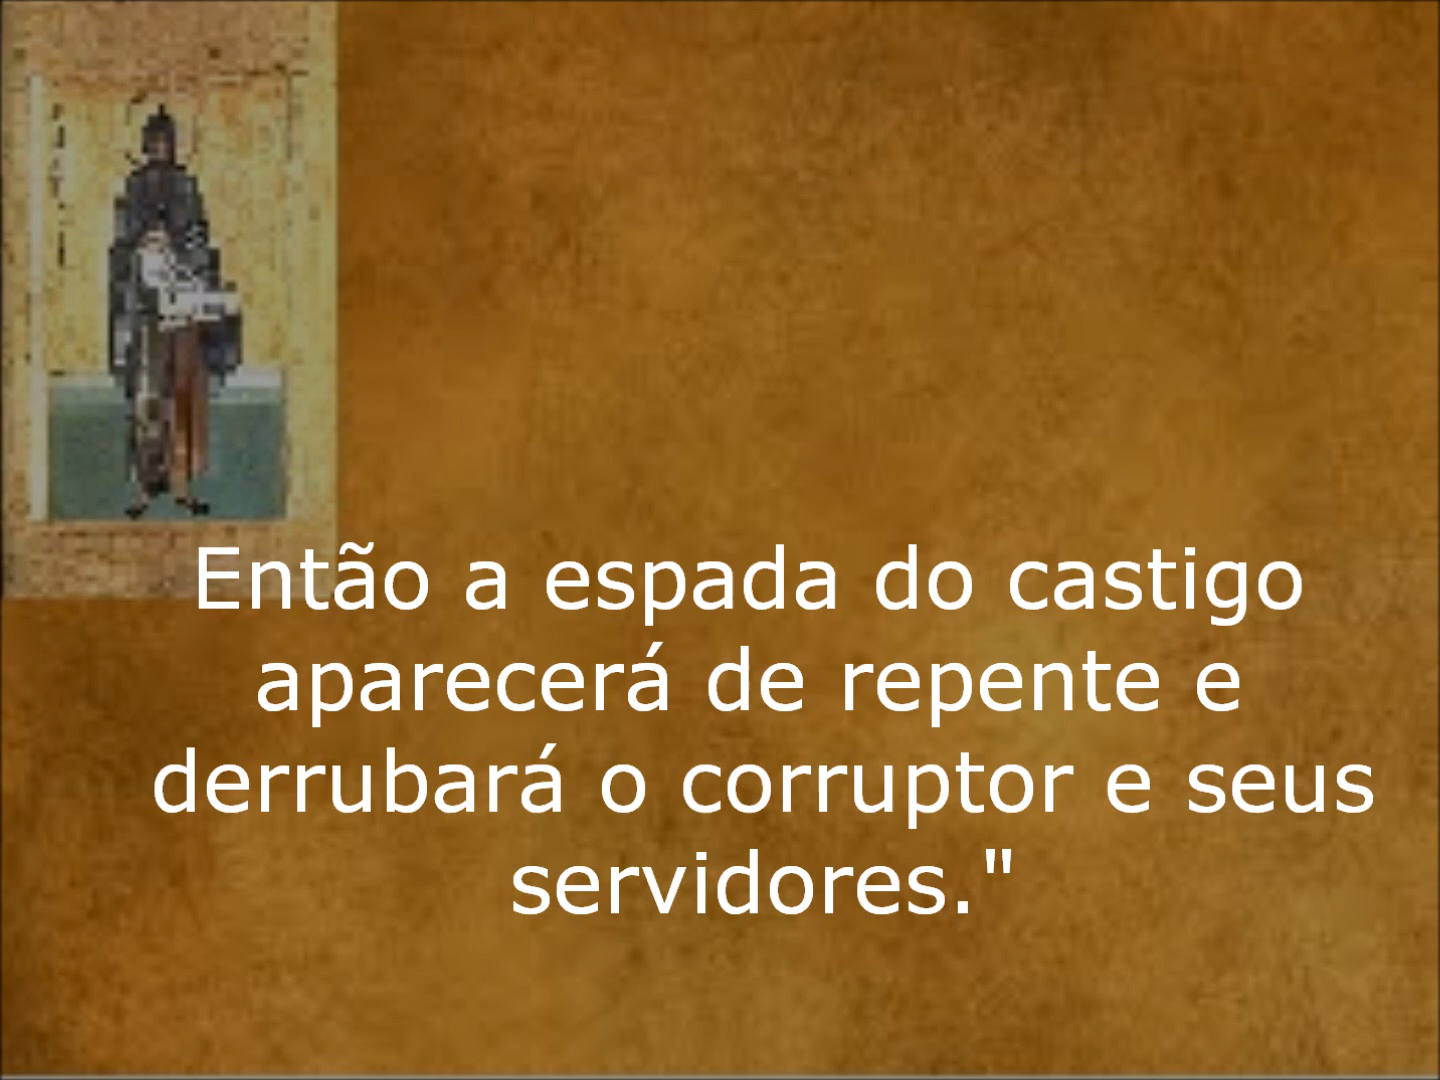 Então a espada do castigo
aparecerá de repente e
derrubará o corruptor e seus
servidores."